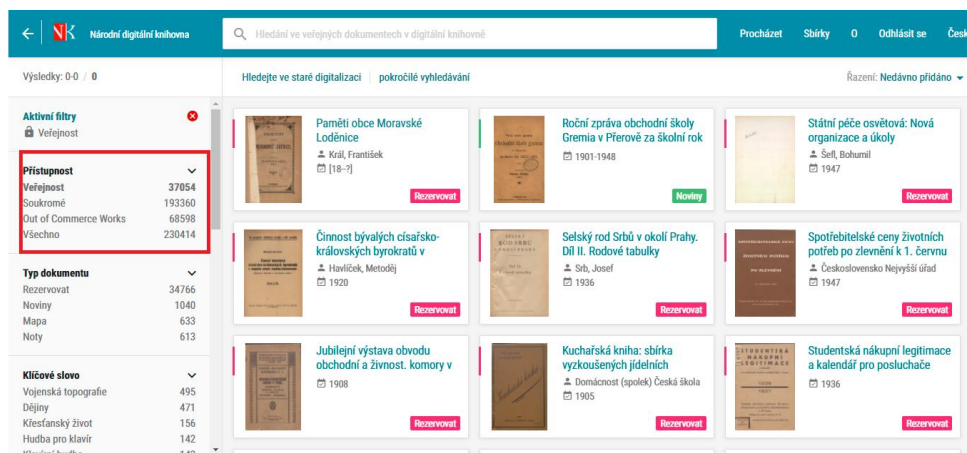 NK Národní digitální knihovna
Hledání ve veřejných dokumentech v digitální knihovně
Procházet Sbírky 0 Odhlásit se Česk
Výsledky: 0-0 / 0
Hledejte ve staré digitalizaci pokročilé vyhledávání
Řazení: Nedávno přidáno
Aktivní filtry
Veřejnost
Přístupnost
Veřejnost 37054
Soukromé 193360
Out of Commerce Works 68598
Všechno 230414
Typ dokumentu
Rezervovat 34766
Noviny 1040
Mapa 633
Noty 613
Klíčové slovo
Vojenská topografie 495
Dějiny 471
Křesťanský život 156
Hudba pro klavír 142
Paměti obce Moravské
Loděnice
Král, František
[18--?]
Rezervovat
Roční zpráva obchodní školy
Gremia v Přerově za školní rok
1901-1948
Noviny
Státní péče osvětová: Nová
organizace a úkoly
Šefl, Bohumil
1947
Rezervovat
Činnost bývalých císařsko-
královských byrokratů v
Havlíček, Metoděj
1920
Rezervovat
Selský rod Srbů v okolí Prahy.
Díl II. Rodové tabulky
Srb, Josef
1936
Rezervovat
Spotřebitelské ceny životních
potřeb po zlevnění k 1. červnu
Československo Nejvyšší úřad
1947
Rezervovat
Jubilejní výstava obvodu
obchodní a živnost. komory v
1908
Rezervovat
Kuchařská kniha: sbírka
vyzkoušených jídelních
Domácnost (spolek) Česká škola
1905
Rezervovat
STUDENTSKÁ
NÁKUPNÍ
LEGITIMACE
Studentská nákupní legitimace
a kalendář pro posluchače
1936
Rezervovat